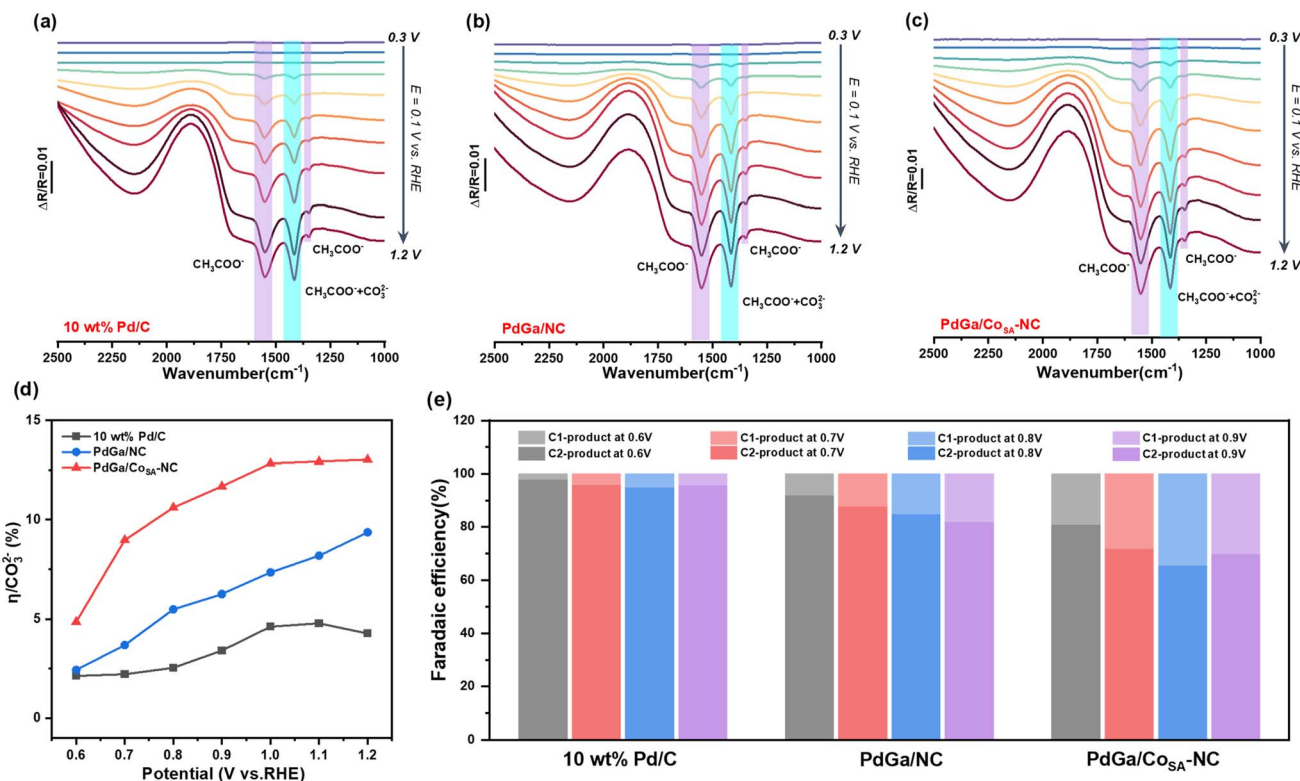 (a)
0.3 V
E = 0.1 V vs. RHE
1.2 V
ΔR/R=0.01
CH₃COO⁻
CH₃COO⁻
CH₃COO⁻+CO₃²⁻
10 wt% Pd/C
2500 2250 2000 1750 1500 1250 1000
Wavenumber(cm⁻¹)
(b)
0.3 V
E = 0.1 V vs. RHE
1.2 V
ΔR/R=0.01
CH₃COO⁻
CH₃COO⁻
CH₃COO⁻+CO₃²⁻
PdGa/NC
2500 2250 2000 1750 1500 1250 1000
Wavenumber(cm⁻¹)
(c)
0.3 V
E = 0.1 V vs. RHE
1.2 V
ΔR/R=0.01
CH₃COO⁻
CH₃COO⁻
CH₃COO⁻+CO₃²⁻
PdGa/Co_SA-NC
2500 2250 2000 1750 1500 1250 1000
Wavenumber(cm⁻¹)
(d)
15
10
5
0
η/CO₃²⁻ (%)
10 wt% Pd/C
PdGa/NC
PdGa/Co_SA-NC
0.6 0.7 0.8 0.9 1.0 1.1 1.2
Potential (V vs.RHE)
(e)
120
100
80
60
40
20
0
Faradaic efficiency(%)
C1-product at 0.6V C1-product at 0.7V C1-product at 0.8V C1-product at 0.9V
C2-product at 0.6V C2-product at 0.7V C2-product at 0.8V C2-product at 0.9V
10 wt% Pd/C PdGa/NC PdGa/Co_SA-NC